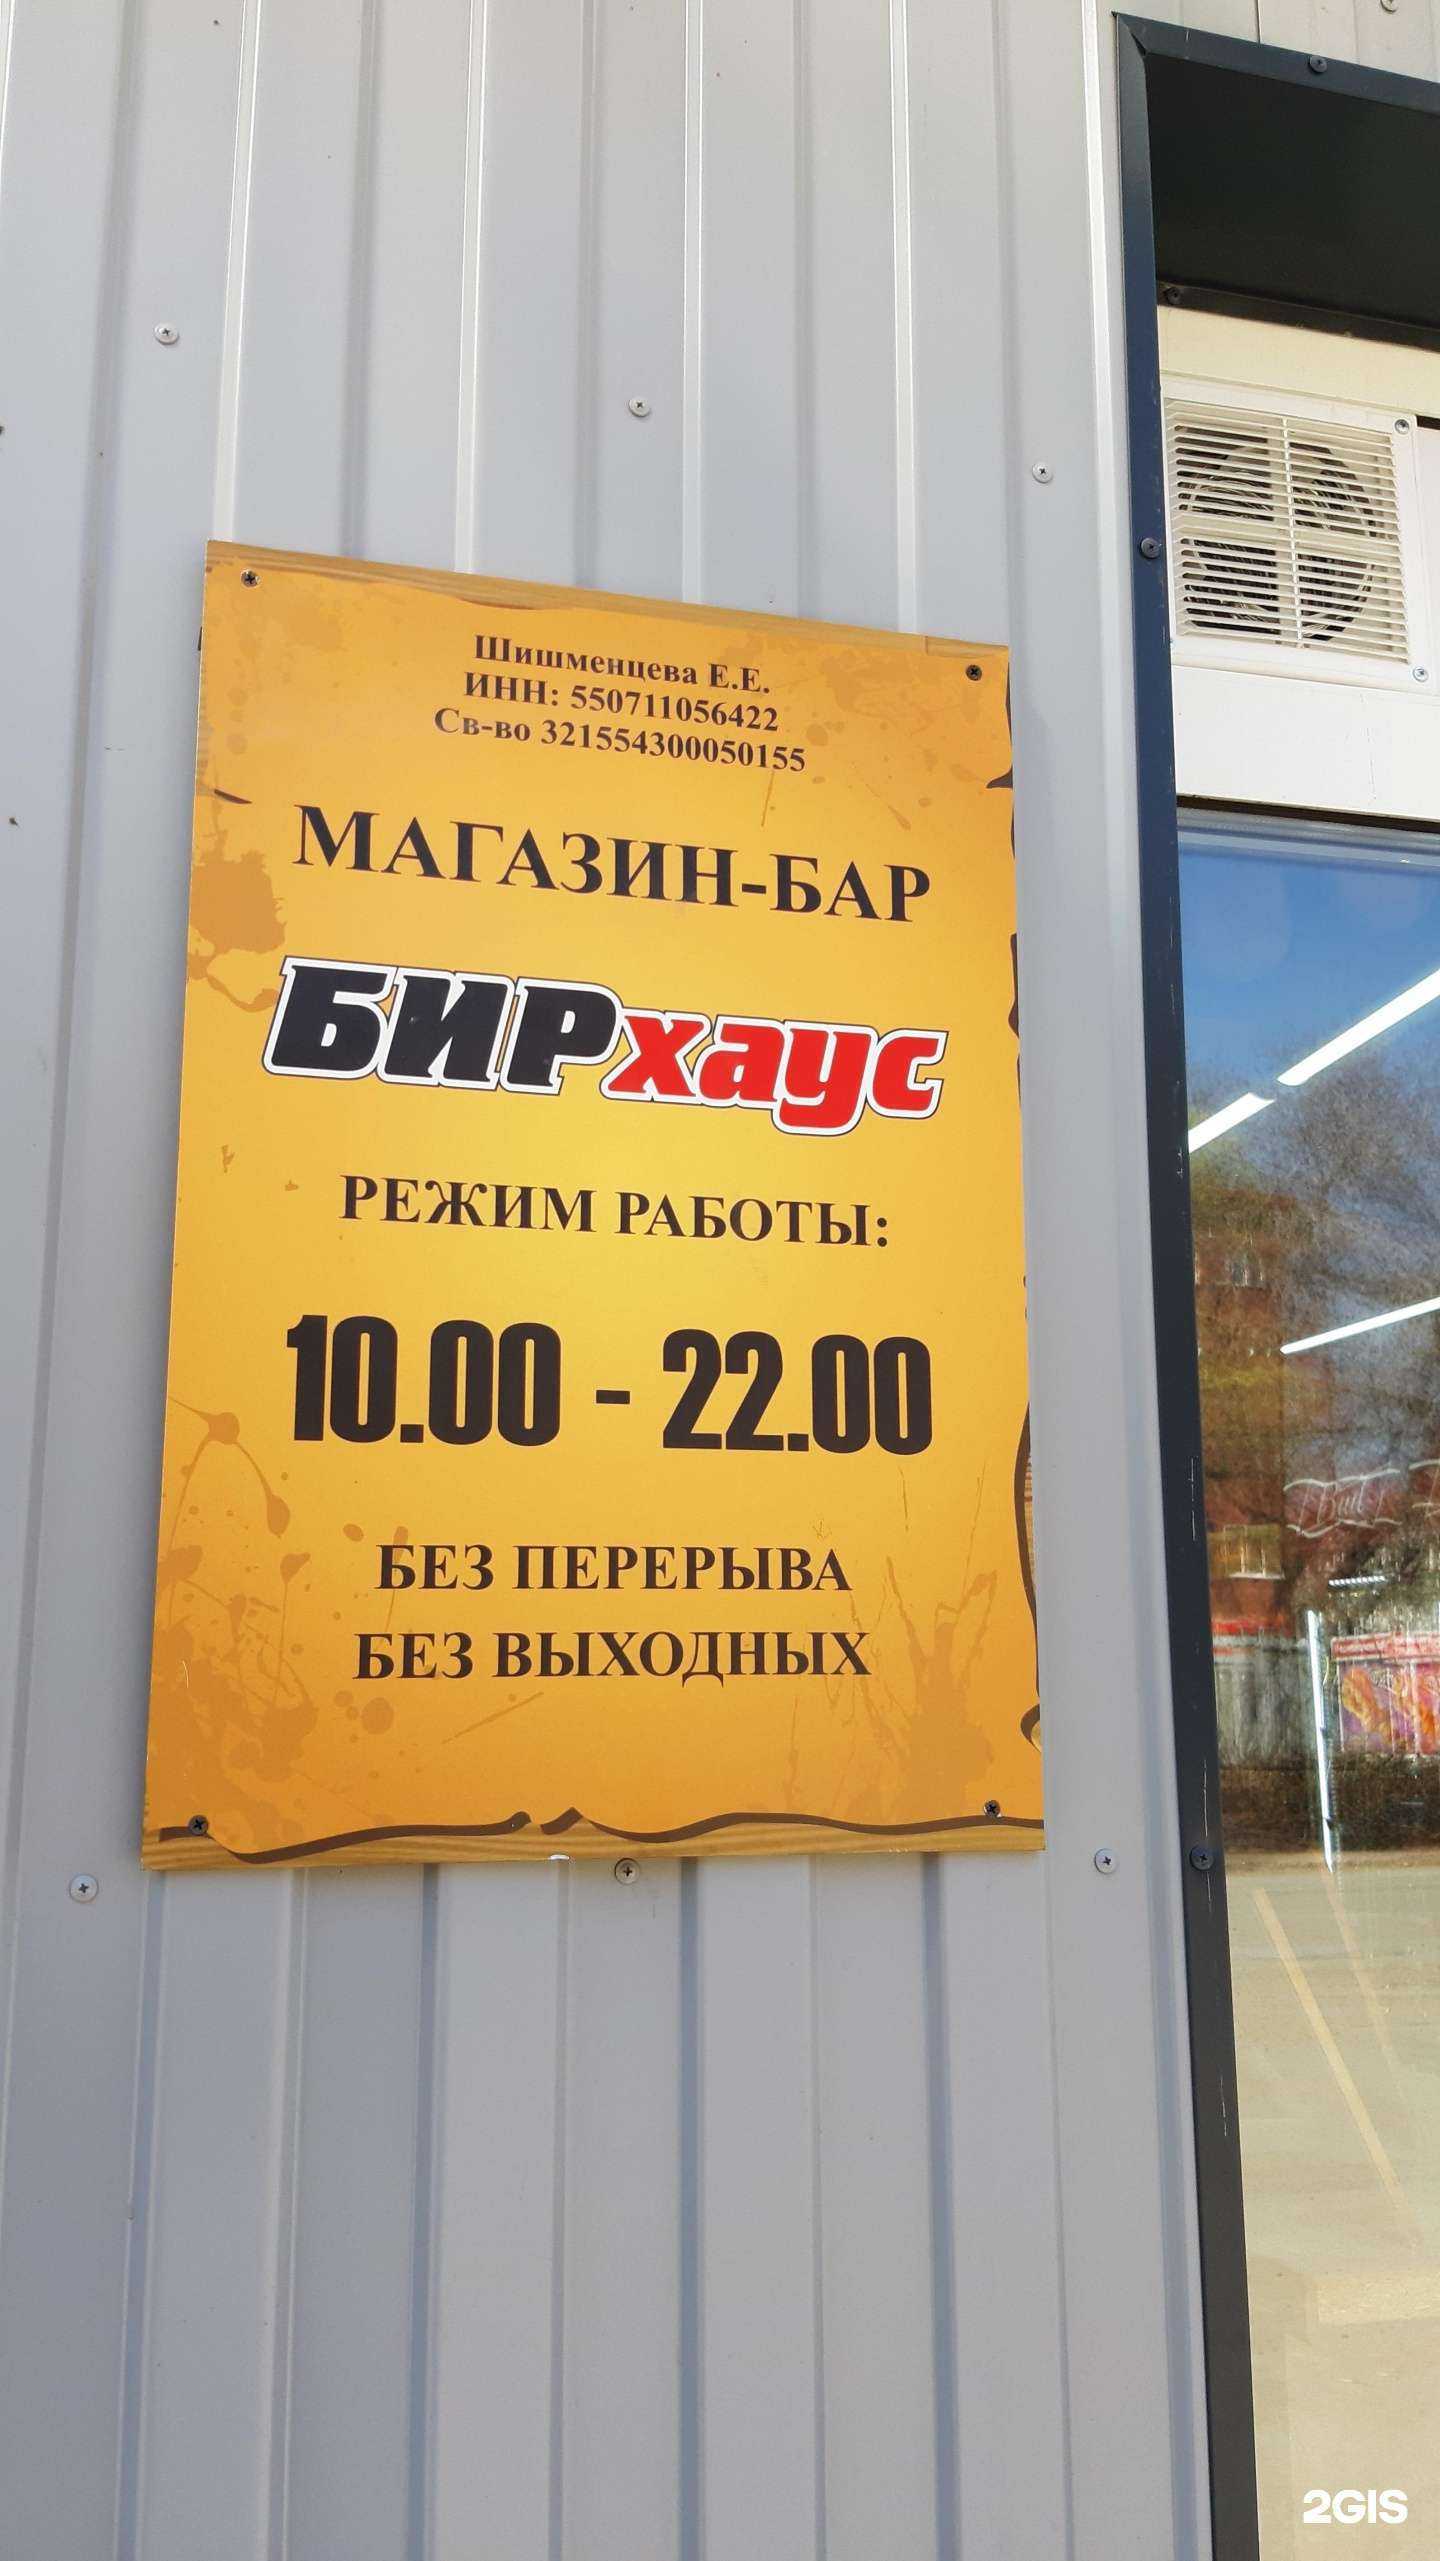 Шишменцева Е.Е.
ИНН: 550711056422
Св-во 321554300050155
МАГАЗИН-БАР
БИРхаус
РЕЖИМ РАБОТЫ:
10.00 - 22.00
БЕЗ ПЕРЕРЫВА
БЕЗ ВЫХОДНЫХ
2GIS